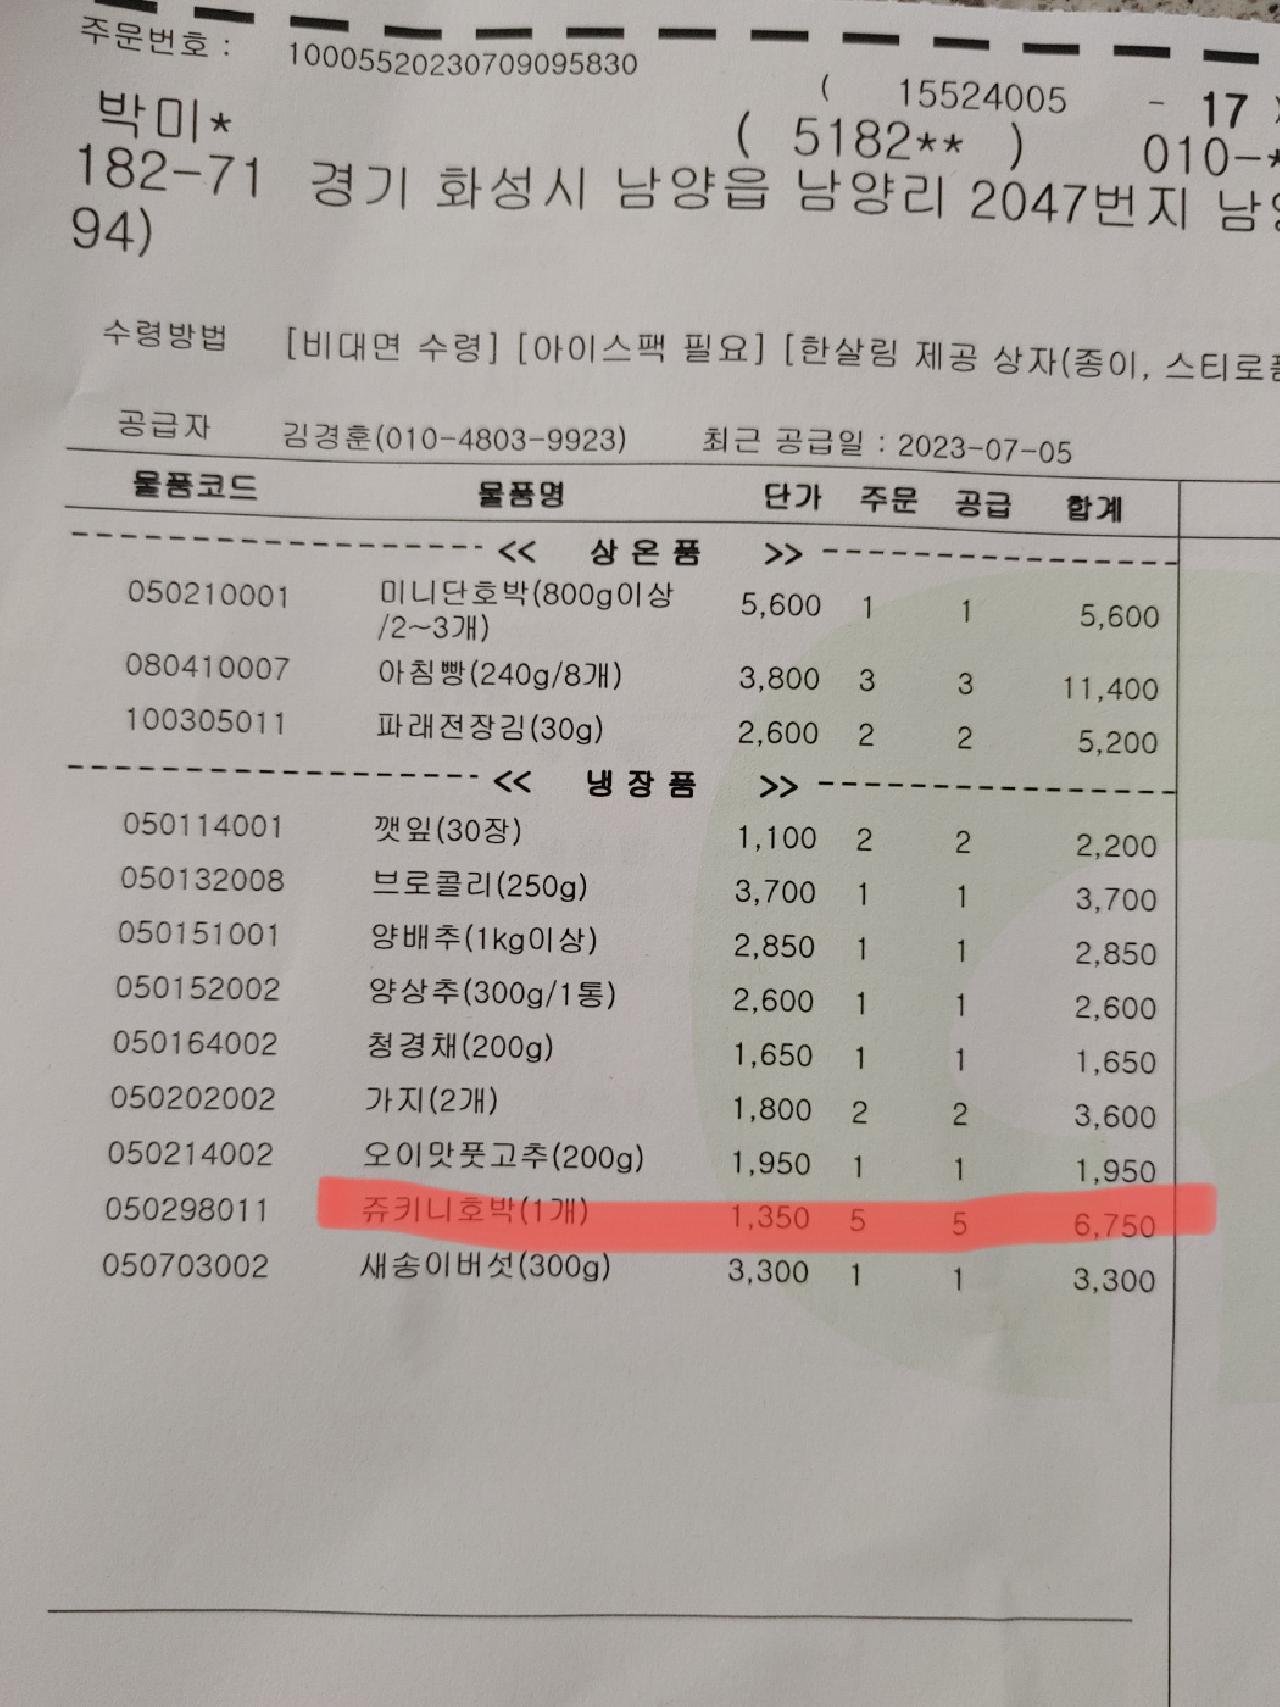 주문번호 : 10005520230709095830
( 15524005 - 17
박미* ( 5182** ) 010-*
182-71 경기 화성시 남양읍 남양리 2047번지
94)
수령방법 [비대면 수령] [아이스팩 필요] [한살림 제공 상자(종이, 스티로폼
공급자 김경훈(010-4803-9923) 최근 공급일 : 2023-07-05
물품코드 물품명 단가 주문 공급 합계
<< 상 온 품 >>
050210001 미니단호박(800g이상 5,600 1 1 5,600
/2~3개)
080410007 아침빵(240g/8개) 3,800 3 3 11,400
100305011 파래전장김(30g) 2,600 2 2 5,200
<< 냉 장 품 >>
050114001 깻잎(30장) 1,100 2 2 2,200
050132008 브로콜리(250g) 3,700 1 1 3,700
050151001 양배추(1kg이상) 2,850 1 1 2,850
050152002 양상추(300g/1통) 2,600 1 1 2,600
050164002 청경채(200g) 1,650 1 1 1,650
050202002 가지(2개) 1,800 2 2 3,600
050214002 오이맛풋고추(200g) 1,950 1 1 1,950
050298011 쥬키니호박(1개) 1,350 5 5 6,750
050703002 새송이버섯(300g) 3,300 1 1 3,300